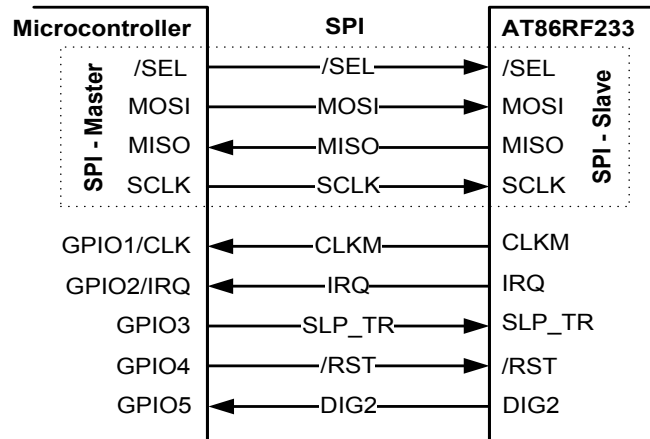 Microcontroller SPI AT86RF233
/SEL /SEL /SEL
MOSI MOSI MOSI
MISO MISO MISO
SCLK SCLK SCLK
SPI - Master
SPI - Slave
GPIO1/CLK CLKM CLKM
GPIO2/IRQ IRQ IRQ
GPIO3 SLP_TR SLP_TR
GPIO4 /RST /RST
GPIO5 DIG2 DIG2